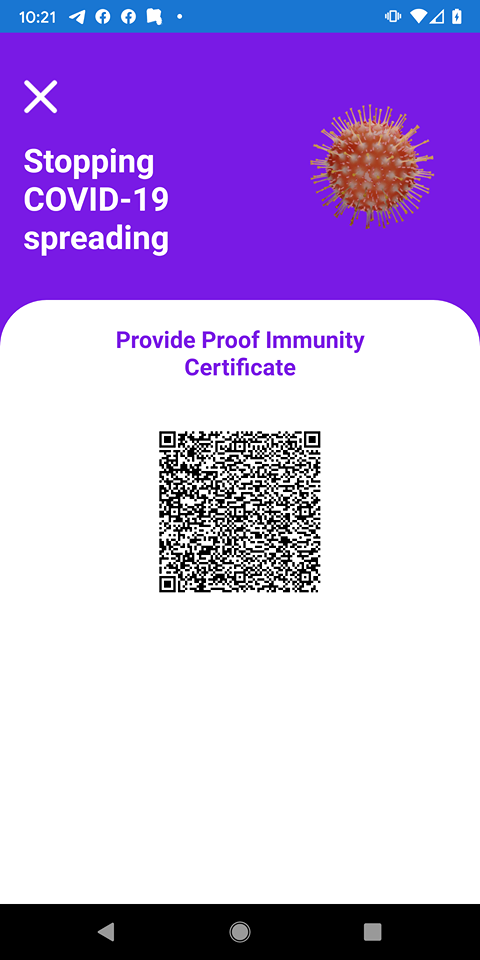 10:21
Stopping
COVID-19
spreading
Provide Proof Immunity
Certificate